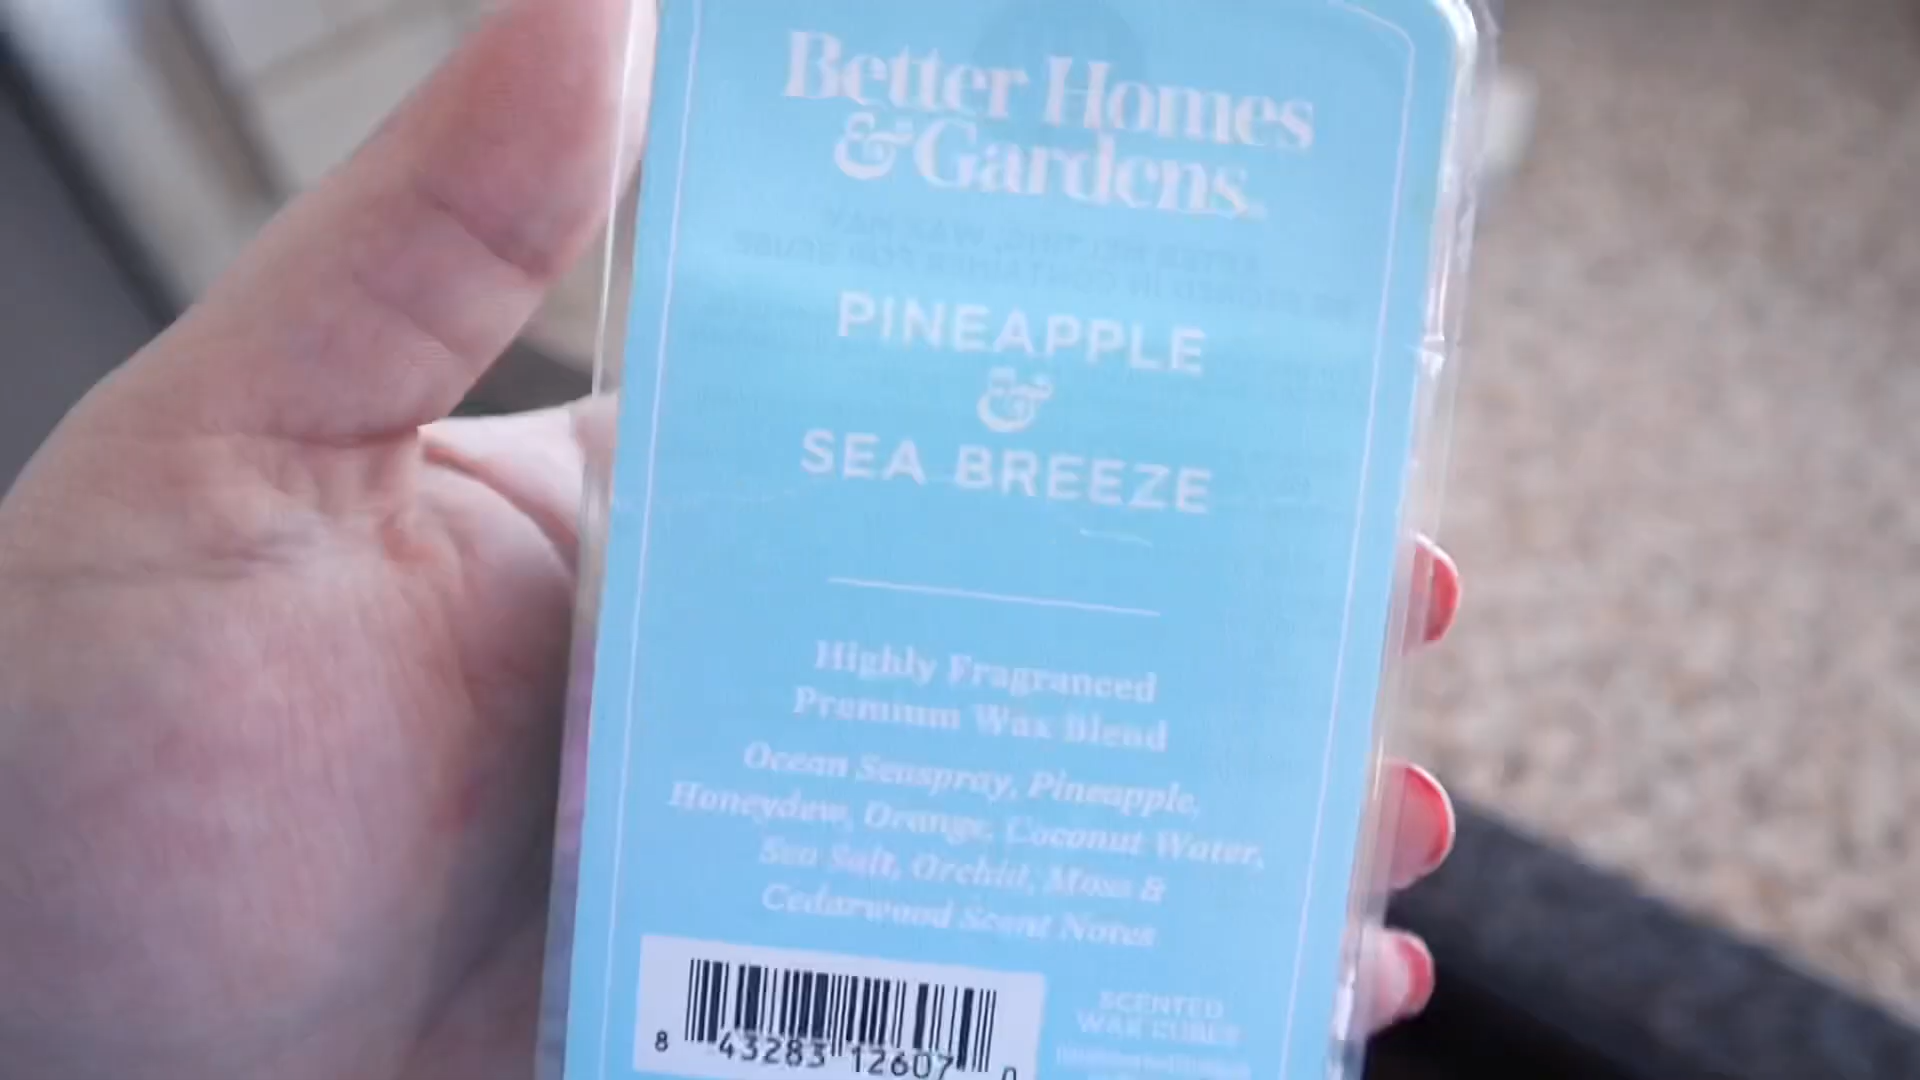 Better Homes
& Gardens
PINEAPPLE
&
SEA BREEZE
Highly Fragranced
Premium Wax Blend
Ocean Seaspray, Pineapple,
Honeydew, Orange, Coconut Water,
Sea Salt, Orchid, Moss &
Cedarwood Scent Notes
8 43283 12607 0
SCENTED
WAX CUBES